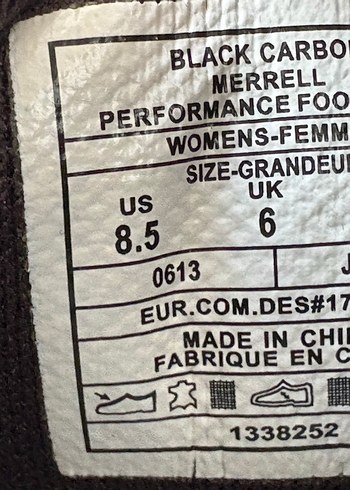 BLACK CARBO
MERRELL
PERFORMANCE FOO
WOMENS-FEMM
SIZE-GRANDEU
US UK
8.5 6
0613 J
EUR.COM.DES#17
MADE IN CHI
FABRIQUE EN C
1338252